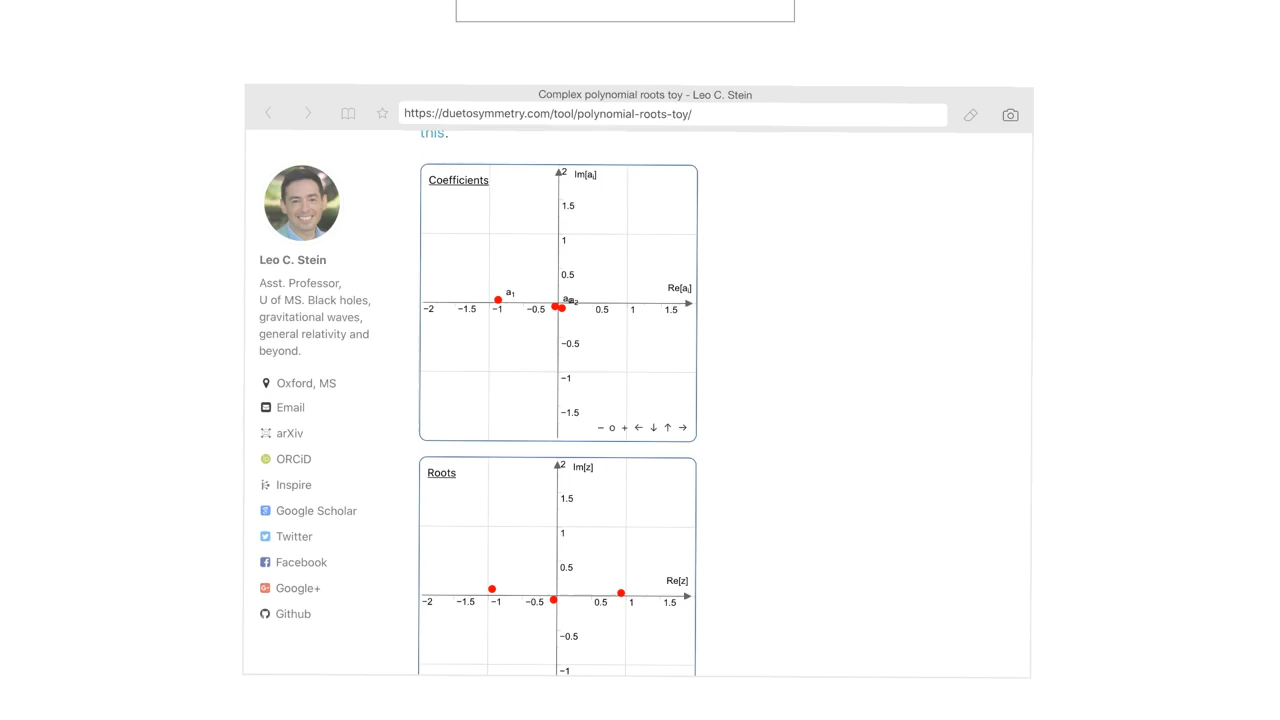 Complex polynomial roots toy - Leo C. Stein
https://duetosymmetry.com/tool/polynomial-roots-toy/
this.
Leo C. Stein
Asst. Professor,
U of MS. Black holes,
gravitational waves,
general relativity and
beyond.
Oxford, MS
Email
arXiv
ORCiD
Inspire
Google Scholar
Twitter
Facebook
Google+
Github
Coefficients
2 Im[aᵢ]
1.5
1
0.5
a₁
a₂
Re[aᵢ]
−2 −1.5 −1 −0.5 0.5 1 1.5
−0.5
−1
−1.5
− o + ← ↓ ↑ →
Roots
2 Im[z]
1.5
1
0.5
Re[z]
−2 −1.5 −1 −0.5 0.5 1 1.5
−0.5
−1